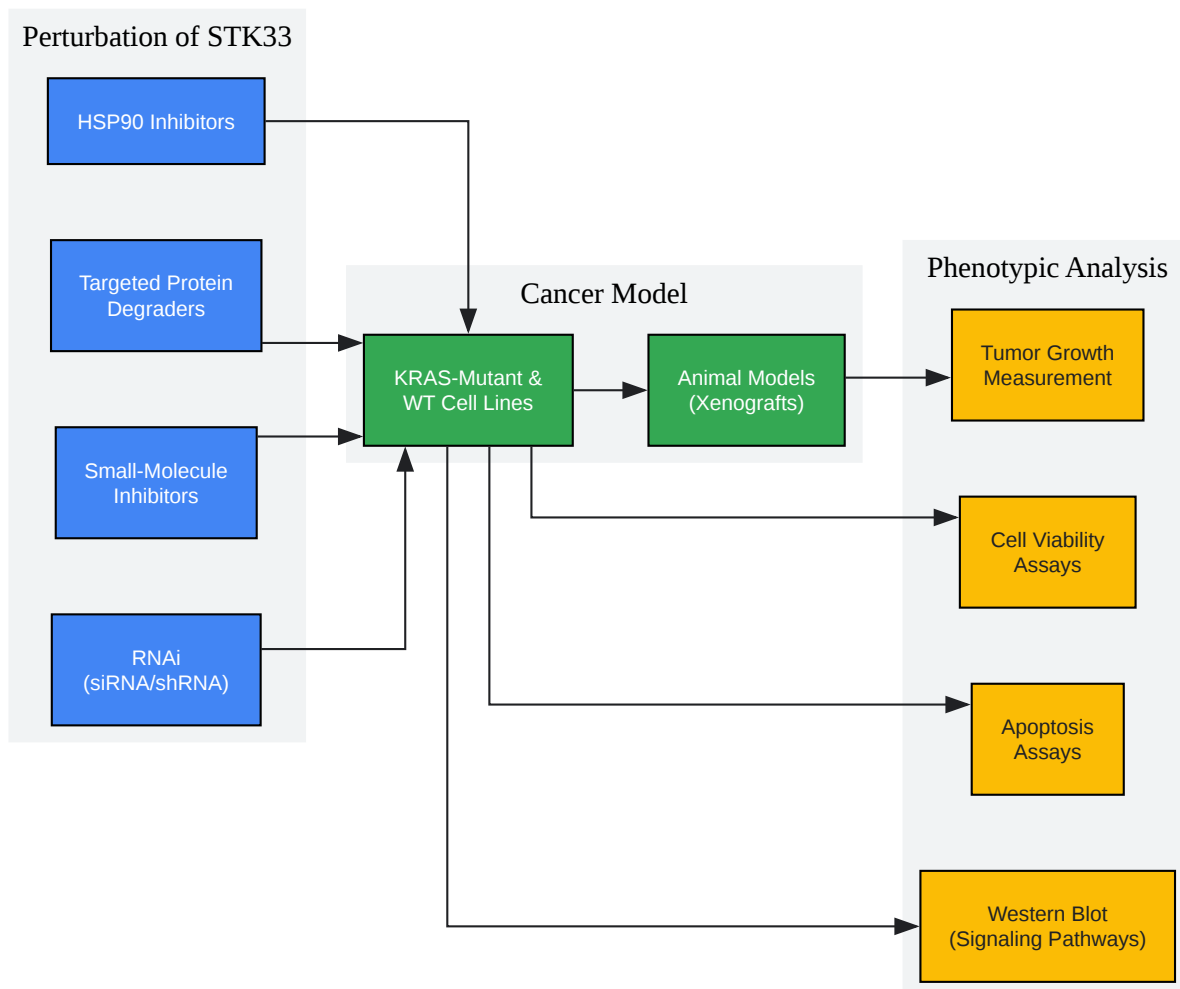 Perturbation of STK33
HSP90 Inhibitors
Targeted Protein
Degraders
Small-Molecule
Inhibitors
RNAi
(siRNA/shRNA)
Cancer Model
KRAS-Mutant &
WT Cell Lines
Animal Models
(Xenografts)
Phenotypic Analysis
Tumor Growth
Measurement
Cell Viability
Assays
Apoptosis
Assays
Western Blot
(Signaling Pathways)